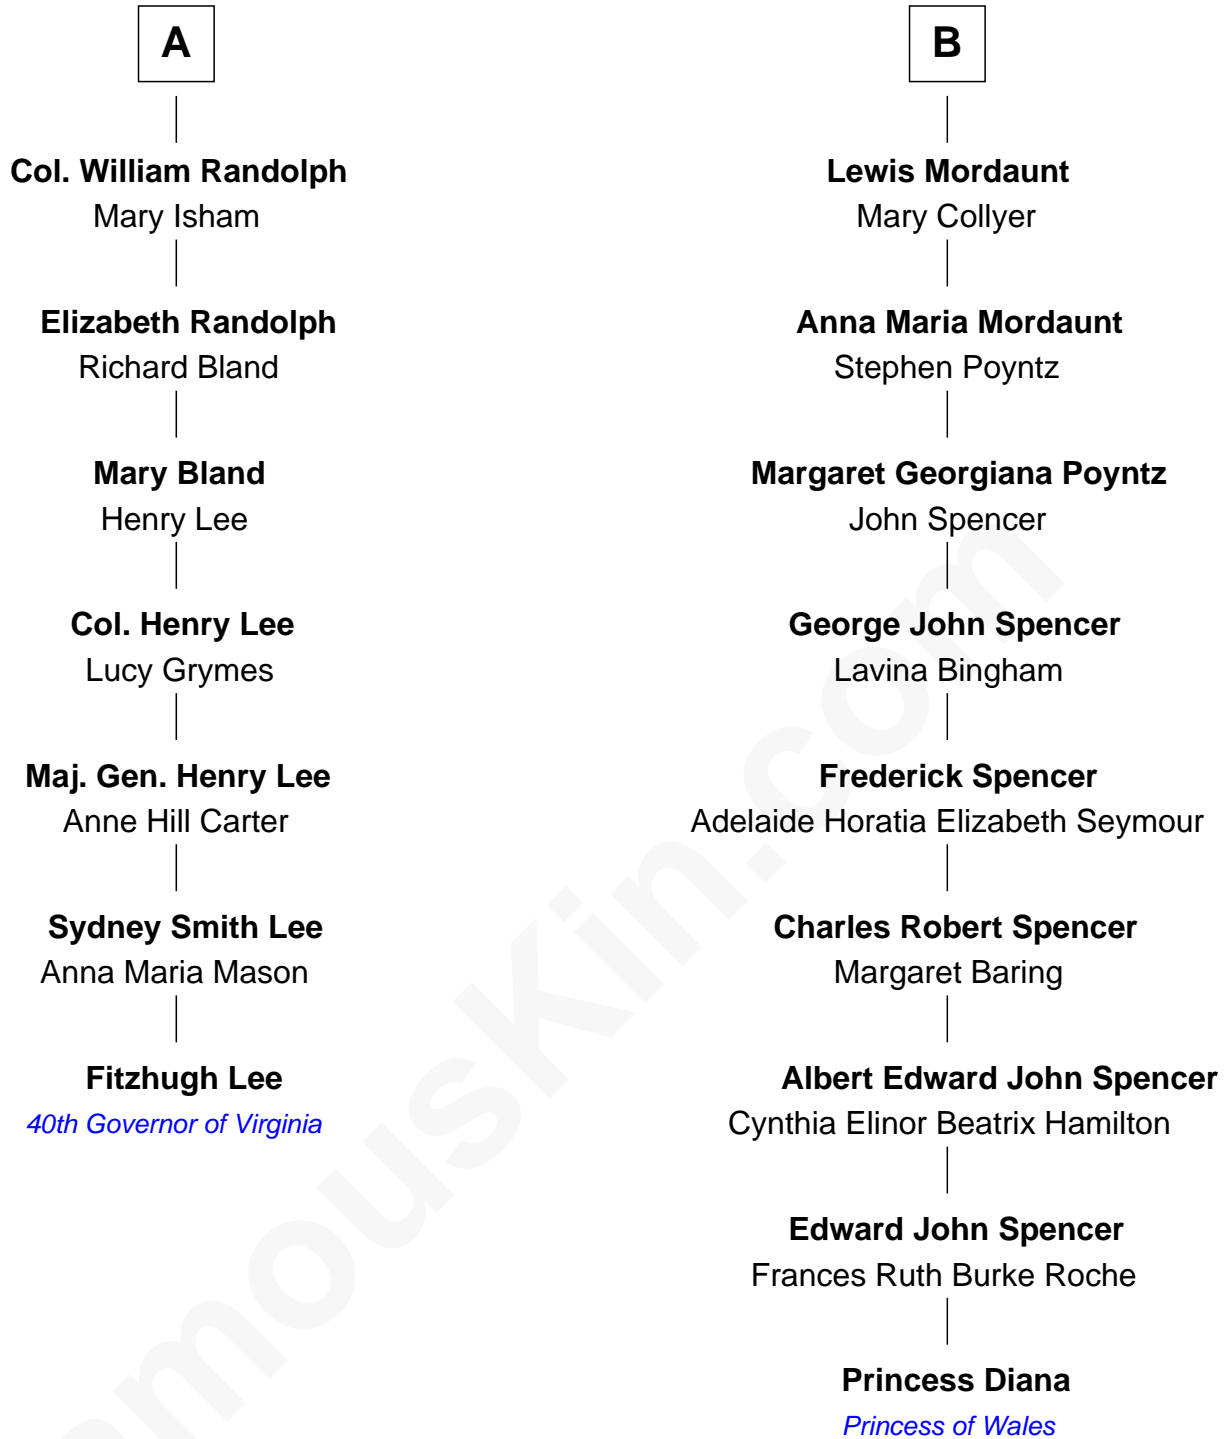 A
Col. William Randolph
Mary Isham
Elizabeth Randolph
Richard Bland
Mary Bland
Henry Lee
Col. Henry Lee
Lucy Grymes
Maj. Gen. Henry Lee
Anne Hill Carter
Sydney Smith Lee
Anna Maria Mason
Fitzhugh Lee
40th Governor of Virginia
B
Lewis Mordaunt
Mary Collyer
Anna Maria Mordaunt
Stephen Poyntz
Margaret Georgiana Poyntz
John Spencer
George John Spencer
Lavina Bingham
Frederick Spencer
Adelaide Horatia Elizabeth Seymour
Charles Robert Spencer
Margaret Baring
Albert Edward John Spencer
Cynthia Elinor Beatrix Hamilton
Edward John Spencer
Frances Ruth Burke Roche
Princess Diana
Princess of Wales
amousKin.com